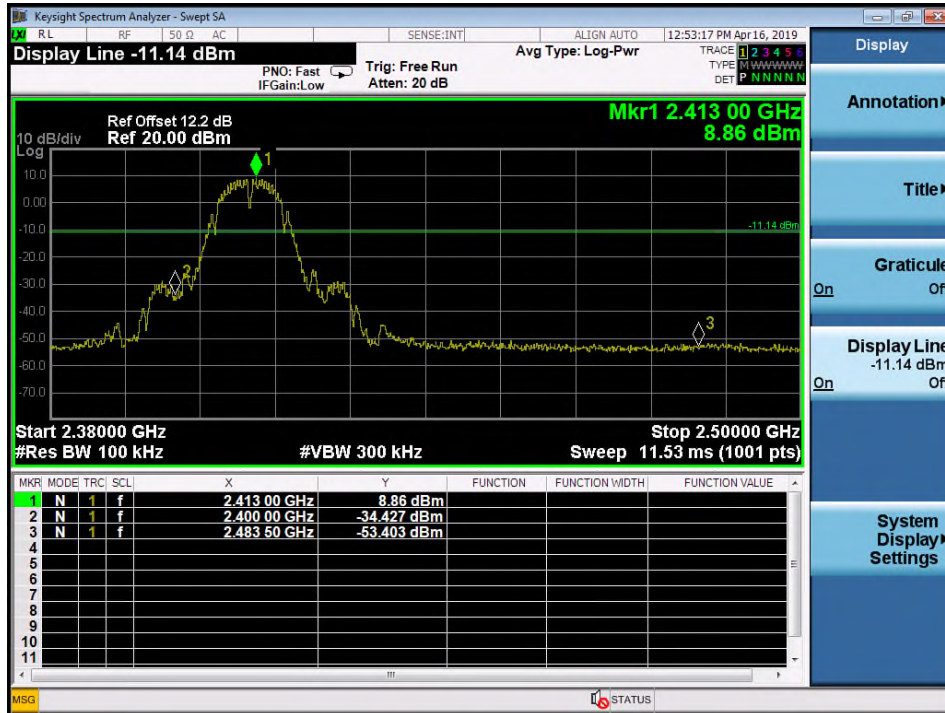 Keysight Spectrum Analyzer - Swept SA
LXI RL RF 50 Ω AC SENSE:INT ALIGN AUTO 12:53:17 PM Apr 16, 2019
Display Line -11.14 dBm
PNO: Fast
IFGain:Low
Trig: Free Run
Atten: 20 dB
Avg Type: Log-Pwr
TRACE 1 2 3 4 5 6
TYPE M WWWWW
DET P N N N N N
Mkr1 2.413 00 GHz
8.86 dBm
Ref Offset 12.2 dB
10 dB/div Ref 20.00 dBm
Log
1
10.0
0.00
-10.0
-11.14 dBm
-20.0
2
-30.0
-40.0
3
-50.0
-60.0
-70.0
Start 2.38000 GHz Stop 2.50000 GHz
#Res BW 100 kHz #VBW 300 kHz Sweep 11.53 ms (1001 pts)
MKR MODE TRC SCL X Y FUNCTION FUNCTION WIDTH FUNCTION VALUE
1 N 1 f 2.413 00 GHz 8.86 dBm
2 N 1 f 2.400 00 GHz -34.427 dBm
3 N 1 f 2.483 50 GHz -53.403 dBm
4
5
6
7
8
9
10
11
MSG STATUS
Display
Annotation
Title
Graticule
On Of
Display Line
-11.14 dBm
On Of
System
Display
Settings